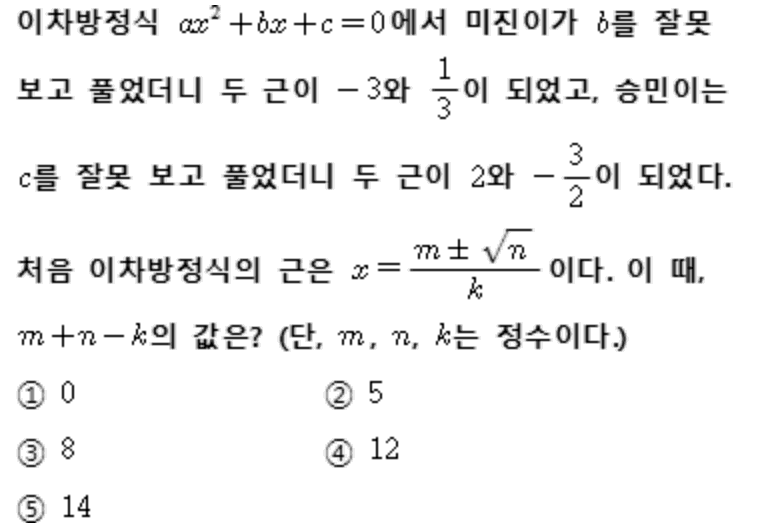 이차방정식 ax²+bx+c=0에서 미진이가 b를 잘못
보고 풀었더니 두 근이 −3와 1/3이 되었고, 승민이는
c를 잘못 보고 풀었더니 두 근이 2와 −3/2이 되었다.
처음 이차방정식의 근은 x=(m±√n)/k이다. 이 때,
m+n−k의 값은? (단, m, n, k는 정수이다.)
① 0 ② 5
③ 8 ④ 12
⑤ 14